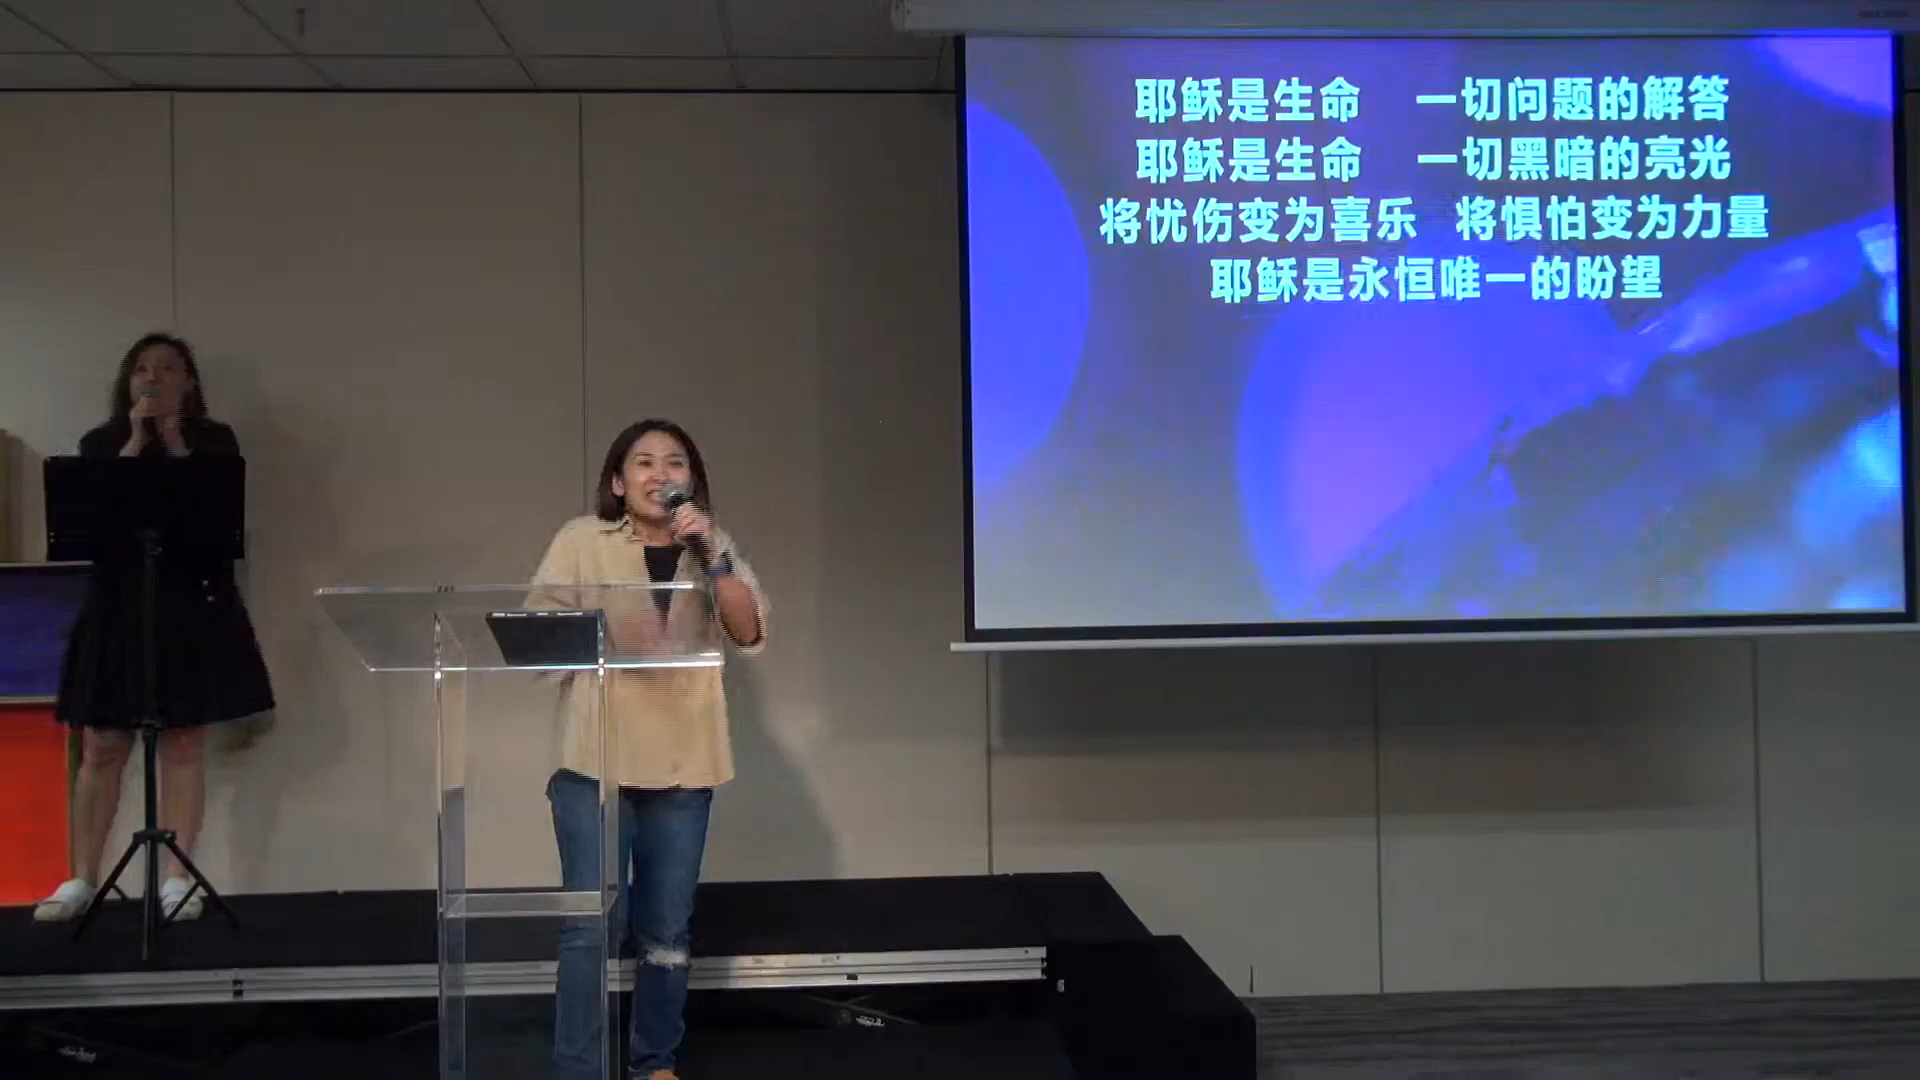 耶稣是生命 一切问题的解答
耶稣是生命 一切黑暗的亮光
将忧伤变为喜乐 将惧怕变为力量
耶稣是永恒唯一的盼望